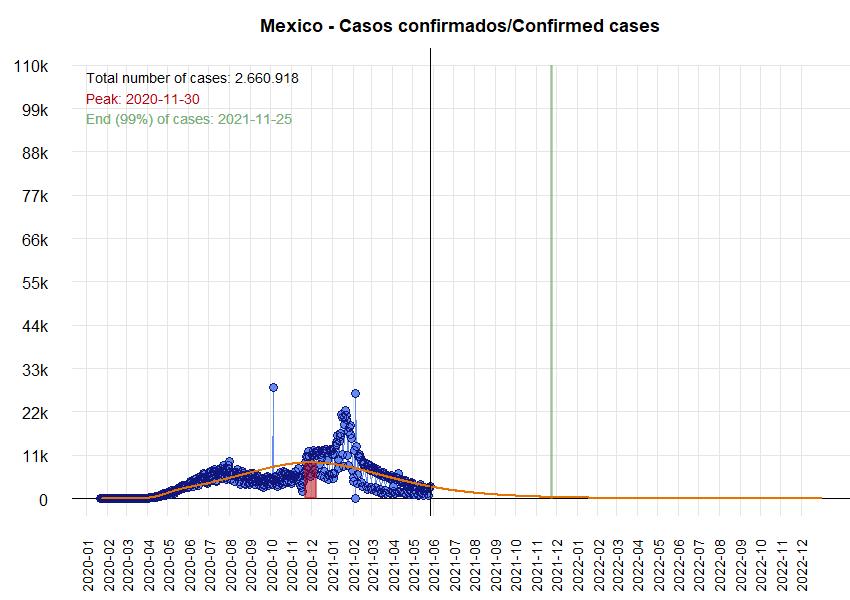 Mexico - Casos confirmados/Confirmed cases
110k
Total number of cases: 2.660.918
Peak: 2020-11-30
99k
End (99%) of cases: 2021-11-25
88k
77k
66k
55k
44k
33k
22k
11k
0
2020-01
2020-02
2020-03
2020-04
2020-05
2020-06
2020-07
2020-08
2020-09
2020-10
2020-11
2020-12
2021-01
2021-02
2021-03
2021-04
2021-05
2021-06
2021-07
2021-08
2021-09
2021-10
2021-11
2021-12
2022-01
2022-02
2022-03
2022-04
2022-05
2022-06
2022-07
2022-08
2022-09
2022-10
2022-11
2022-12